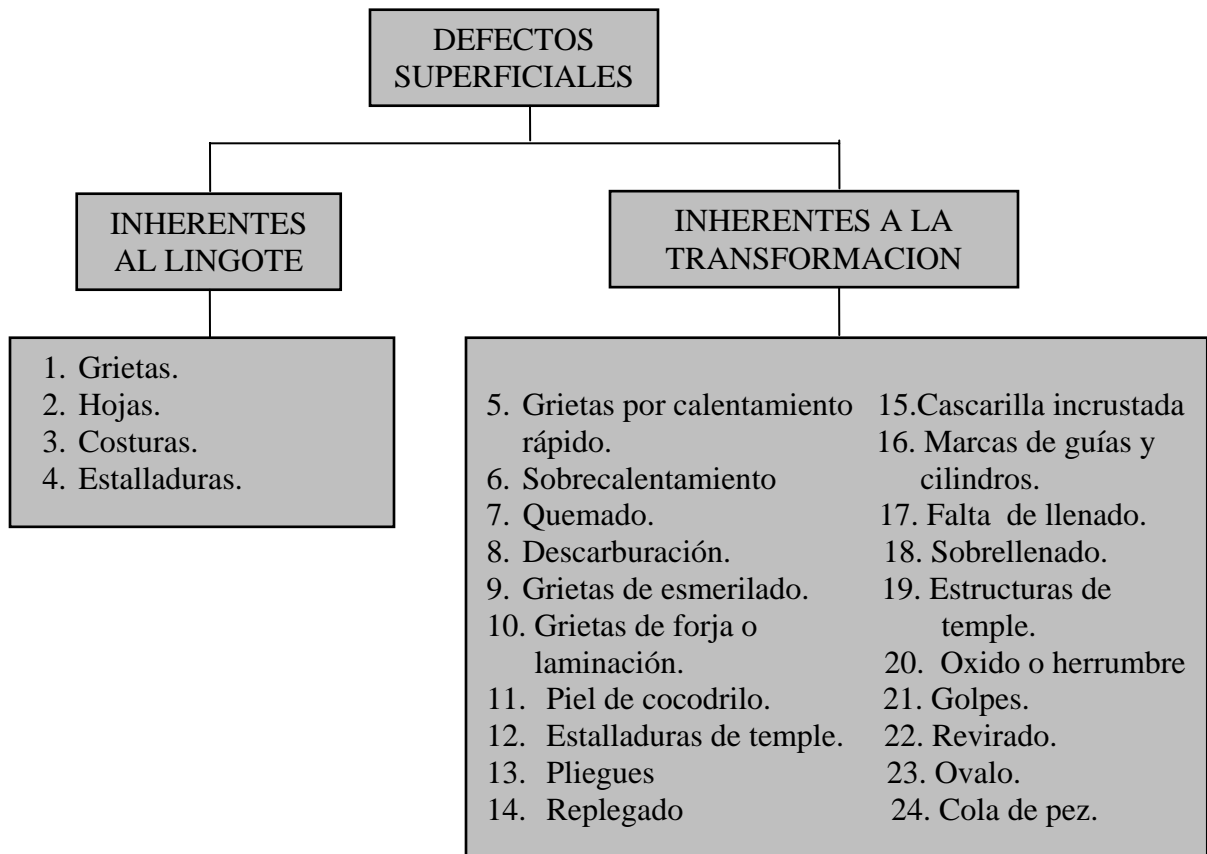 DEFECTOS
SUPERFICIALES
INHERENTES
AL LINGOTE
INHERENTES A LA
TRANSFORMACION
1. Grietas.
2. Hojas.
3. Costuras.
4. Estalladuras.
5. Grietas por calentamiento
rápido.
6. Sobrecalentamiento
7. Quemado.
8. Descarburación.
9. Grietas de esmerilado.
10. Grietas de forja o
laminación.
11. Piel de cocodrilo.
12. Estalladuras de temple.
13. Pliegues
14. Replegado
15.Cascarilla incrustada
16. Marcas de guías y
cilindros.
17. Falta de llenado.
18. Sobrellenado.
19. Estructuras de
temple.
20. Oxido o herrumbre
21. Golpes.
22. Revirado.
23. Ovalo.
24. Cola de pez.